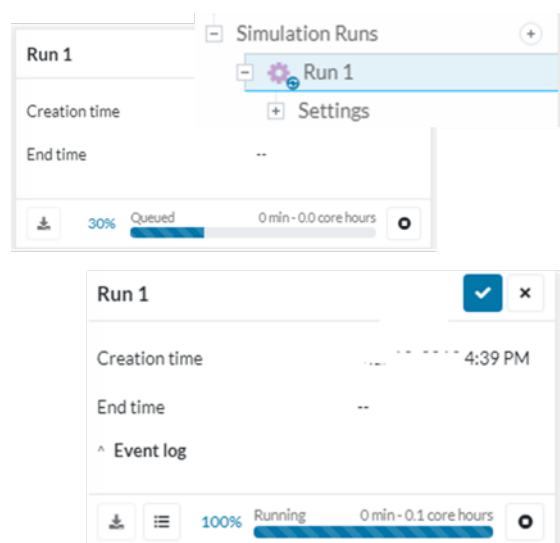 Simulation Runs
Run 1
Settings
Run 1
Creation time
End time --
30% Queued 0 min - 0.0 core hours
Run 1
Creation time 4:39 PM
End time --
^ Event log
100% Running 0 min - 0.1 core hours